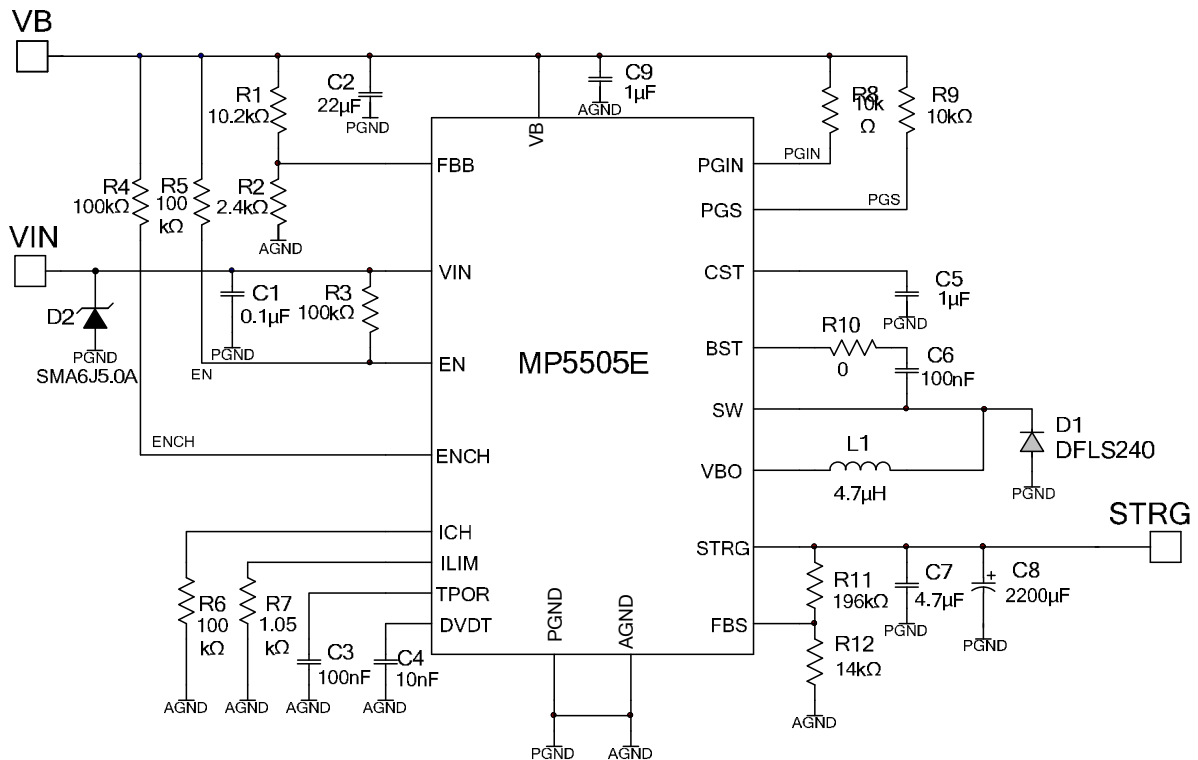 VB
C2
22µF
PGND
C9
1µF
AGND
R1
10.2kΩ
R8
10k
Ω
R9
10kΩ
VB
FBB
PGIN
PGIN
R4
100kΩ
R5
100
kΩ
R2
2.4kΩ
AGND
PGS
PGS
VIN
VIN
CST
C5
1µF
PGND
D2
PGND
SMA6J5.0A
C1
0.1µF
PGND
R3
100kΩ
EN
EN
MP5505E
BST
R10
0
C6
100nF
SW
D1
DFLS240
PGND
L1
4.7µH
VBO
ENCH
ENCH
ICH
ILIM
TPOR
DVDT
STRG
STRG
R6
100
kΩ
AGND
R7
1.05
kΩ
AGND
C3
100nF
AGND
C4
10nF
AGND
PGND
AGND
R11
196kΩ
C7
4.7µF
PGND
+
C8
2200µF
PGND
FBS
R12
14kΩ
AGND
PGND
AGND